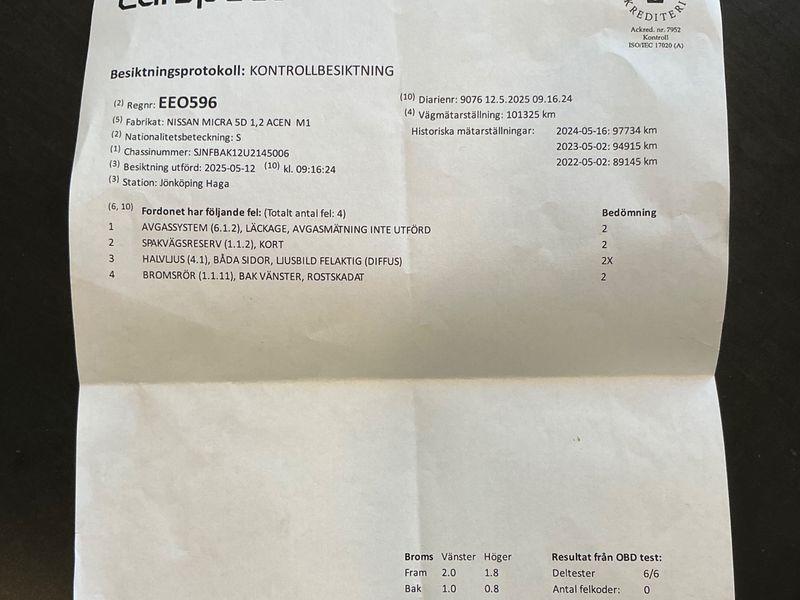 KREDITERI
Ackred. nr. 7952
Kontroll
ISO/IEC 17020 (A)
Besiktningsprotokoll: KONTROLLBESIKTNING
(2) Regnr: EEO596
(10) Diarienr: 9076 12.5.2025 09.16.24
(5) Fabrikat: NISSAN MICRA 5D 1,2 ACEN M1
(4) Vägmätarställning: 101325 km
(2) Nationalitetsbeteckning: S
Historiska mätarställningar: 2024-05-16: 97734 km
(1) Chassinummer: SJNFBAK12U2145006
2023-05-02: 94915 km
(3) Besiktning utförd: 2025-05-12 (10) kl. 09:16:24
2022-05-02: 89145 km
(3) Station: Jönköping Haga
(6, 10) Fordonet har följande fel: (Totalt antal fel: 4) Bedömning
1 AVGASSYSTEM (6.1.2), LÄCKAGE, AVGASMÄTNING INTE UTFÖRD 2
2 SPAKVÄGSRESERV (1.1.2), KORT 2
3 HALVLJUS (4.1), BÅDA SIDOR, LJUSBILD FELAKTIG (DIFFUS) 2X
4 BROMSRÖR (1.1.11), BAK VÄNSTER, ROSTSKADAT 2
Broms Vänster Höger Resultat från OBD test:
Fram 2.0 1.8 Deltester 6/6
Bak 1.0 0.8 Antal felkoder: 0